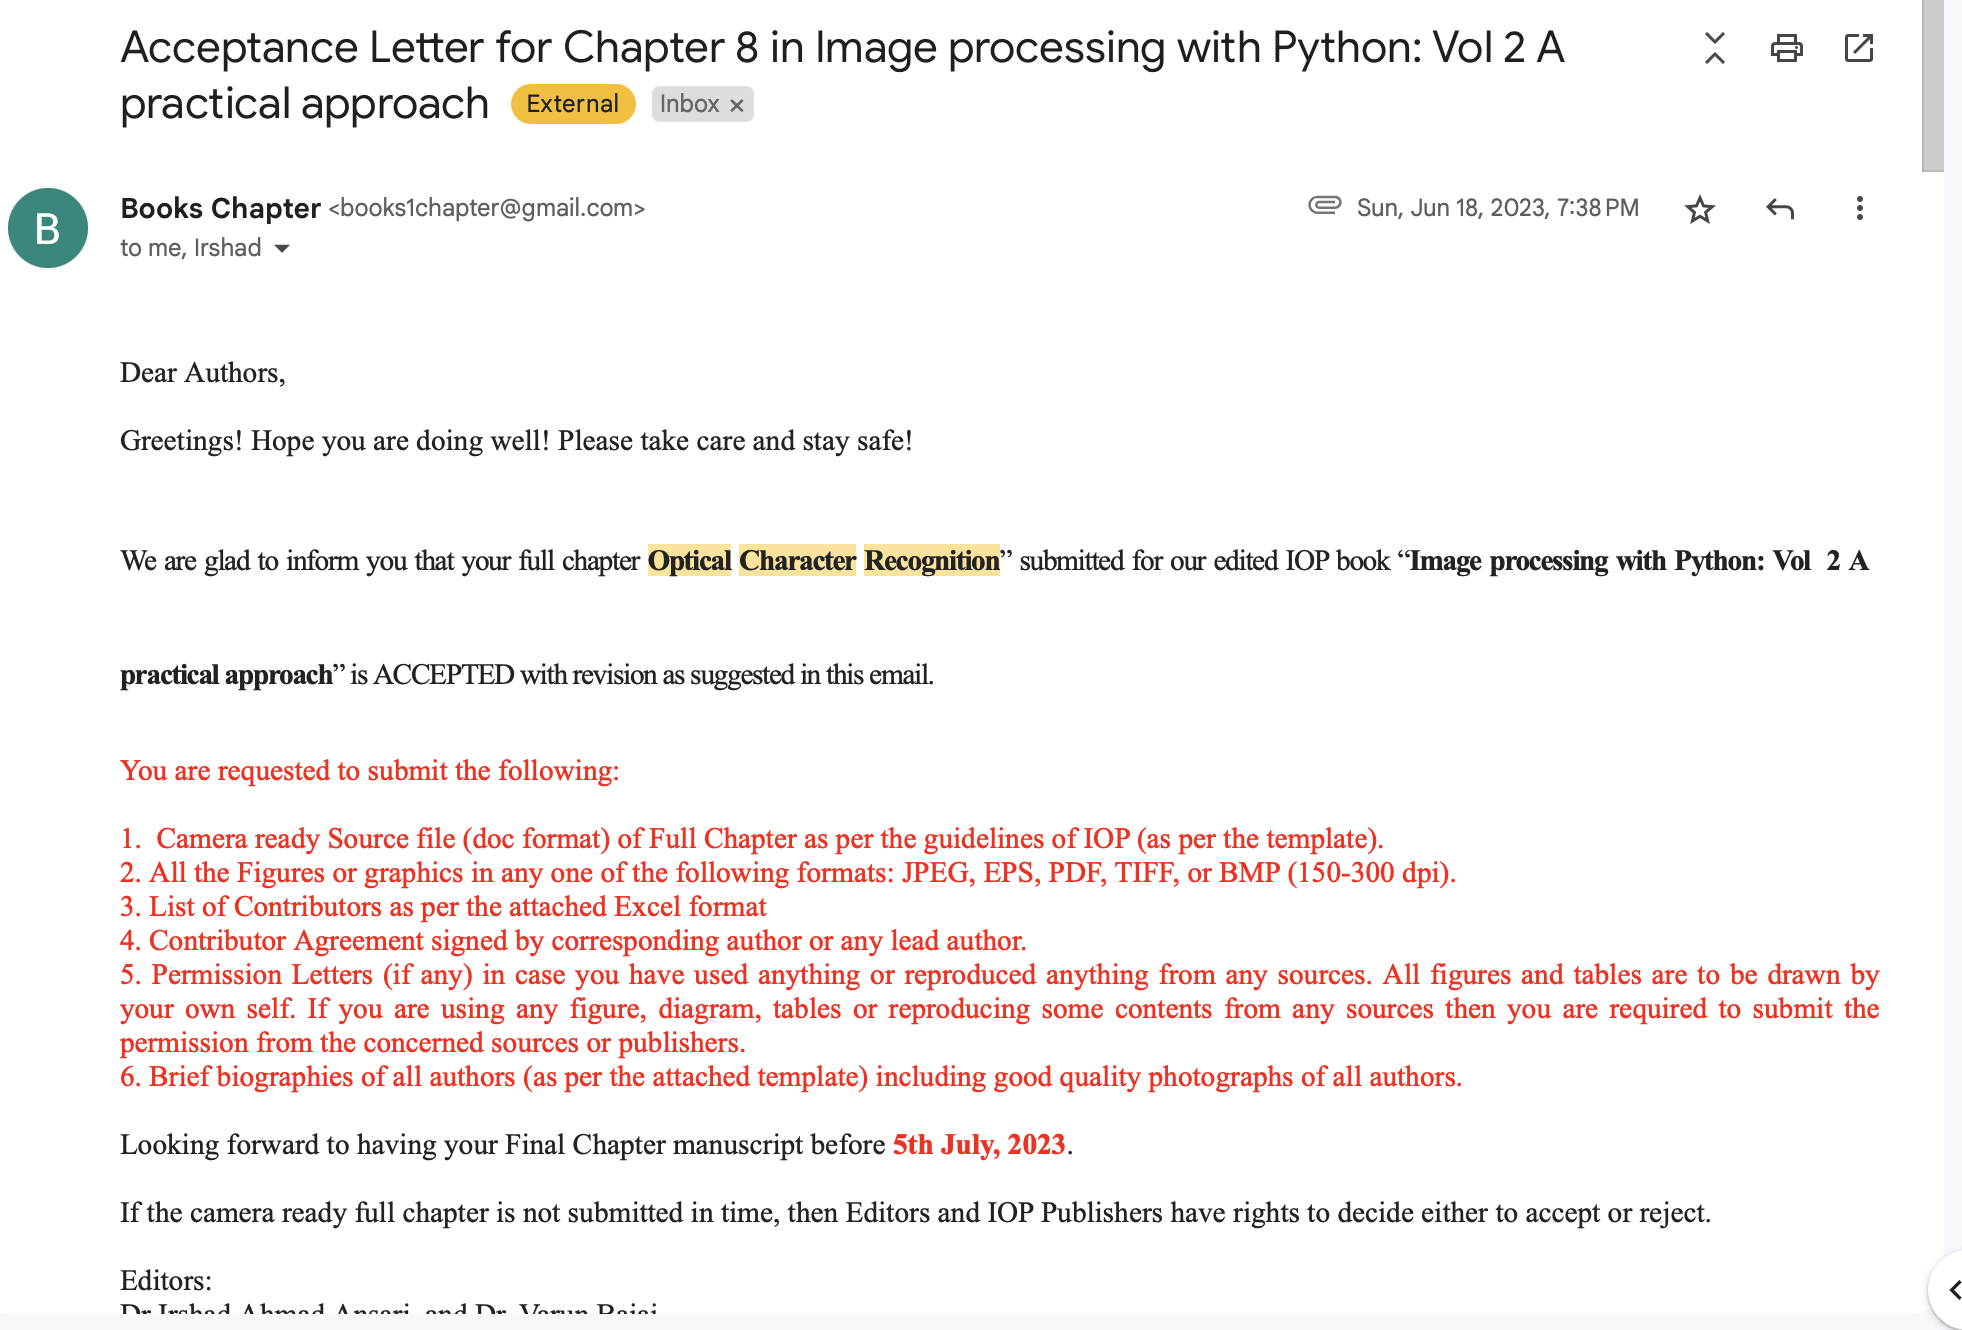 Acceptance Letter for Chapter 8 in Image processing with Python: Vol 2 A
practical approach External Inbox ×
B
Books Chapter <books1chapter@gmail.com>
Sun, Jun 18, 2023, 7:38 PM
to me, Irshad
Dear Authors,
Greetings! Hope you are doing well! Please take care and stay safe!
We are glad to inform you that your full chapter Optical Character Recognition” submitted for our edited IOP book “Image processing with Python: Vol 2 A
practical approach” is ACCEPTED with revision as suggested in this email.
You are requested to submit the following:
1. Camera ready Source file (doc format) of Full Chapter as per the guidelines of IOP (as per the template).
2. All the Figures or graphics in any one of the following formats: JPEG, EPS, PDF, TIFF, or BMP (150-300 dpi).
3. List of Contributors as per the attached Excel format
4. Contributor Agreement signed by corresponding author or any lead author.
5. Permission Letters (if any) in case you have used anything or reproduced anything from any sources. All figures and tables are to be drawn by
your own self. If you are using any figure, diagram, tables or reproducing some contents from any sources then you are required to submit the
permission from the concerned sources or publishers.
6. Brief biographies of all authors (as per the attached template) including good quality photographs of all authors.
Looking forward to having your Final Chapter manuscript before 5th July, 2023.
If the camera ready full chapter is not submitted in time, then Editors and IOP Publishers have rights to decide either to accept or reject.
Editors:
Dr Irshad Ahmad Ansari, and Dr. Varun Bajaj